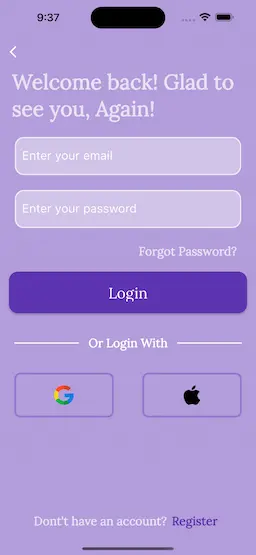 9:37
Welcome back! Glad to
see you, Again!
Enter your email
Enter your password
Forgot Password?
Login
Or Login With
Dont't have an account? Register